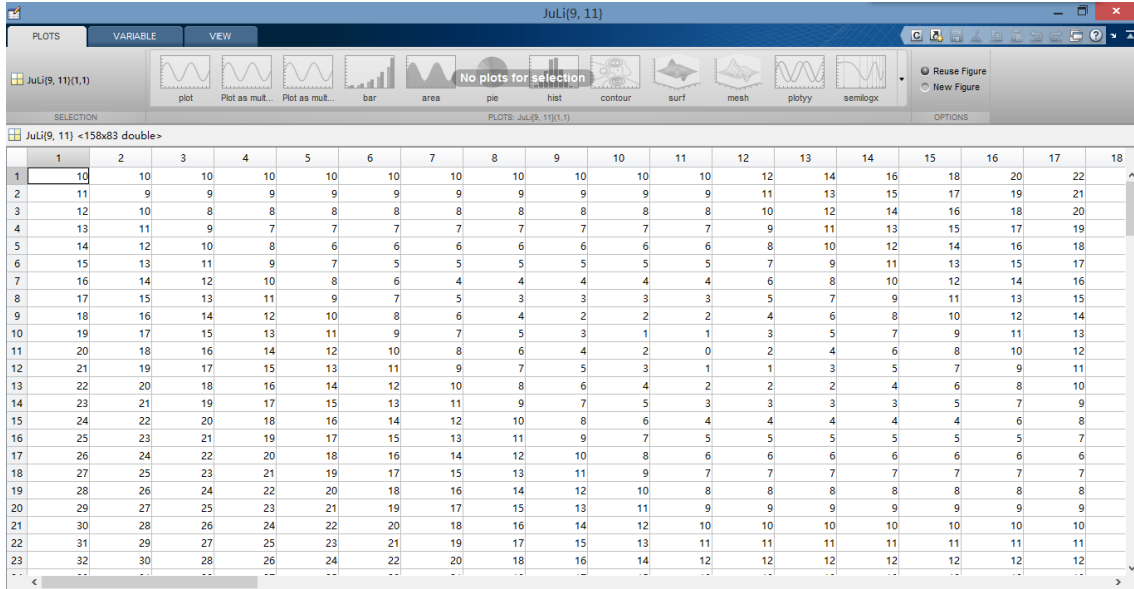 JuLi{9, 11}
PLOTS VARIABLE VIEW
JuLi{9, 11}(1,1)
No plots for selection
plot Plot as mult... Plot as mult... bar area pie hist contour surf mesh plotyy semilogx
Reuse Figure
New Figure
SELECTION PLOTS: JuLi{9, 11}(1,1) OPTIONS
JuLi{9, 11} <158x83 double>
1 2 3 4 5 6 7 8 9 10 11 12 13 14 15 16 17 18
1 10 10 10 10 10 10 10 10 10 10 10 12 14 16 18 20 22
2 11 9 9 9 9 9 9 9 9 9 9 11 13 15 17 19 21
3 12 10 8 8 8 8 8 8 8 8 8 10 12 14 16 18 20
4 13 11 9 7 7 7 7 7 7 7 7 9 11 13 15 17 19
5 14 12 10 8 6 6 6 6 6 6 6 8 10 12 14 16 18
6 15 13 11 9 7 5 5 5 5 5 5 7 9 11 13 15 17
7 16 14 12 10 8 6 4 4 4 4 4 6 8 10 12 14 16
8 17 15 13 11 9 7 5 3 3 3 3 5 7 9 11 13 15
9 18 16 14 12 10 8 6 4 2 2 2 4 6 8 10 12 14
10 19 17 15 13 11 9 7 5 3 1 1 3 5 7 9 11 13
11 20 18 16 14 12 10 8 6 4 2 0 2 4 6 8 10 12
12 21 19 17 15 13 11 9 7 5 3 1 1 3 5 7 9 11
13 22 20 18 16 14 12 10 8 6 4 2 2 2 4 6 8 10
14 23 21 19 17 15 13 11 9 7 5 3 3 3 3 5 7 9
15 24 22 20 18 16 14 12 10 8 6 4 4 4 4 4 6 8
16 25 23 21 19 17 15 13 11 9 7 5 5 5 5 5 5 7
17 26 24 22 20 18 16 14 12 10 8 6 6 6 6 6 6 6
18 27 25 23 21 19 17 15 13 11 9 7 7 7 7 7 7 7
19 28 26 24 22 20 18 16 14 12 10 8 8 8 8 8 8 8
20 29 27 25 23 21 19 17 15 13 11 9 9 9 9 9 9 9
21 30 28 26 24 22 20 18 16 14 12 10 10 10 10 10 10 10
22 31 29 27 25 23 21 19 17 15 13 11 11 11 11 11 11 11
23 32 30 28 26 24 22 20 18 16 14 12 12 12 12 12 12 12